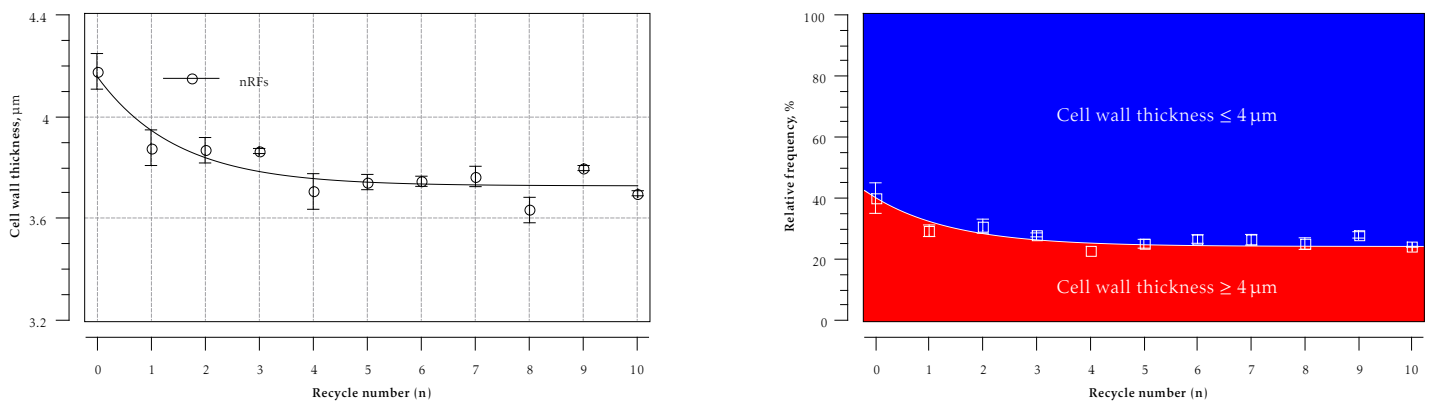 4.4
4
3.6
3.2
Cell wall thickness, μm
nRFs
0 1 2 3 4 5 6 7 8 9 10
Recycle number (n)
100
80
60
40
20
0
Relative frequency, %
Cell wall thickness ≤ 4 μm
Cell wall thickness ≥ 4 μm
0 1 2 3 4 5 6 7 8 9 10
Recycle number (n)